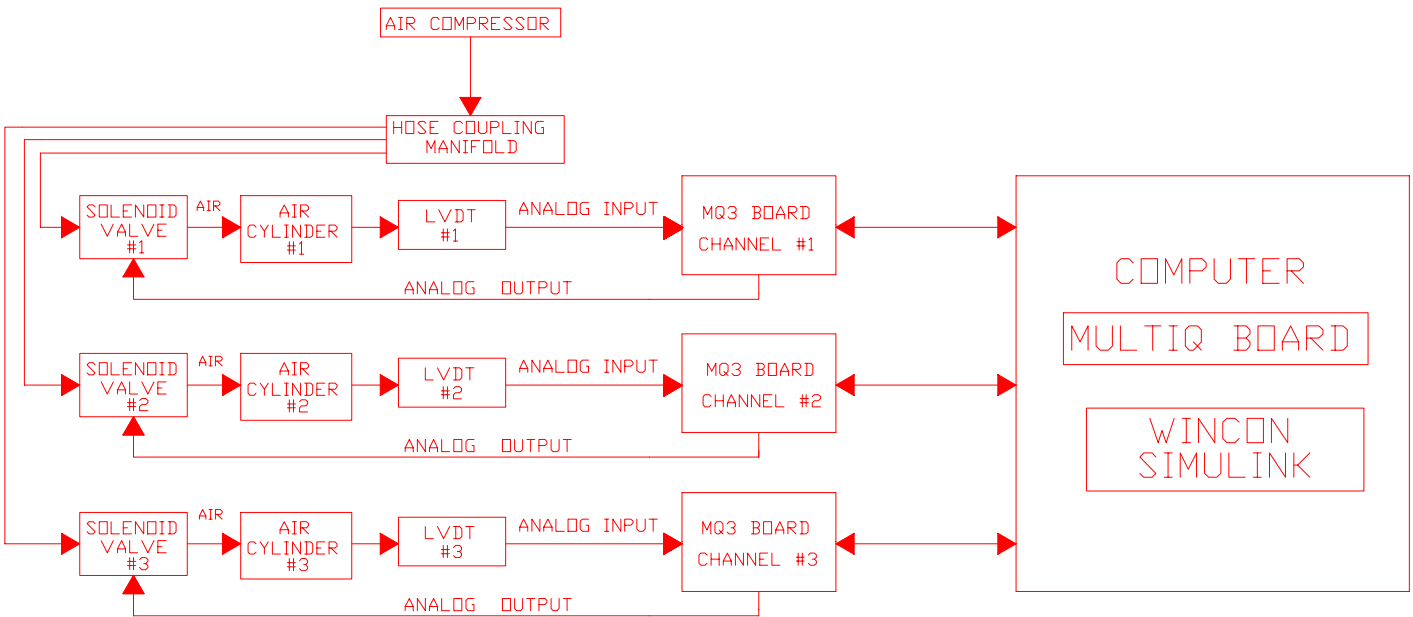 AIR COMPRESSOR
HOSE COUPLING
MANIFOLD
SOLENOID
VALVE
#1
AIR
AIR
CYLINDER
#1
LVDT
#1
ANALOG INPUT
MQ3 BOARD
CHANNEL #1
ANALOG OUTPUT
COMPUTER
MULTIQ BOARD
WINCON
SIMULINK
SOLENOID
VALVE
#2
AIR
AIR
CYLINDER
#2
LVDT
#2
ANALOG INPUT
MQ3 BOARD
CHANNEL #2
ANALOG OUTPUT
SOLENOID
VALVE
#3
AIR
AIR
CYLINDER
#3
LVDT
#3
ANALOG INPUT
MQ3 BOARD
CHANNEL #3
ANALOG OUTPUT